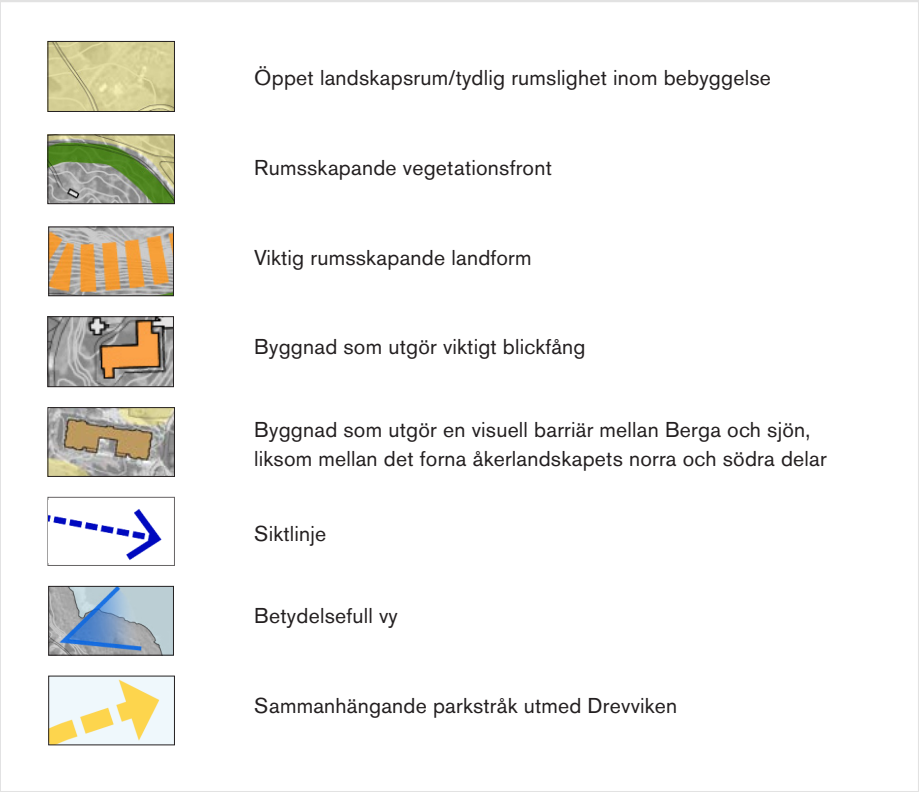 Öppet landskapsrum/tydlig rumslighet inom bebyggelse
Rumsskapande vegetationsfront
Viktig rumsskapande landform
Byggnad som utgör viktigt blickfång
Byggnad som utgör en visuell barriär mellan Berga och sjön,
liksom mellan det forna åkerlandskapets norra och södra delar
Siktlinje
Betydelsefull vy
Sammanhängande parkstråk utmed Drevviken